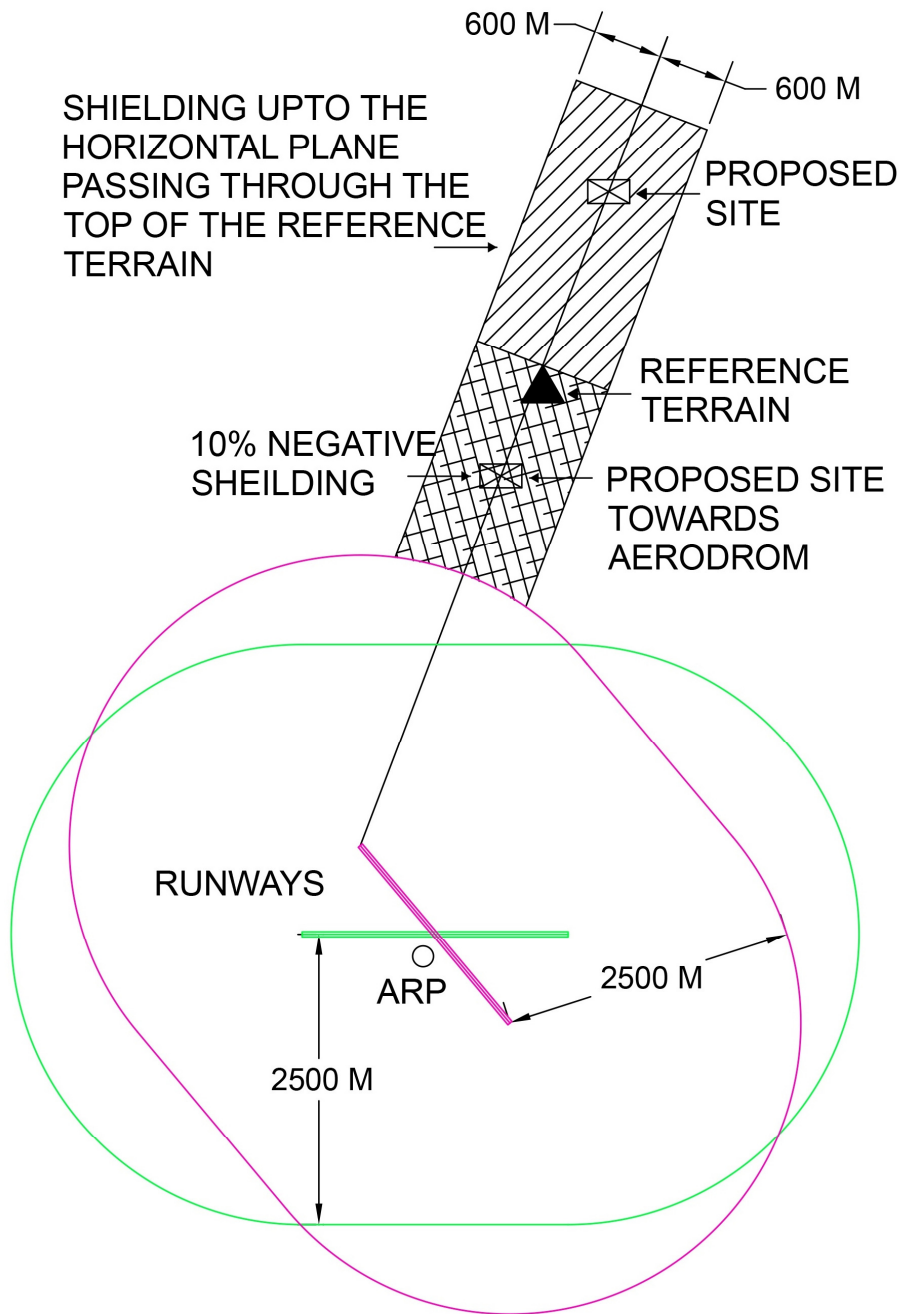 600 M
600 M
SHIELDING UPTO THE
HORIZONTAL PLANE
PASSING THROUGH THE
TOP OF THE REFERENCE
TERRAIN
PROPOSED
SITE
REFERENCE
TERRAIN
10% NEGATIVE
SHEILDING
PROPOSED SITE
TOWARDS
AERODROM
RUNWAYS
ARP
2500 M
2500 M